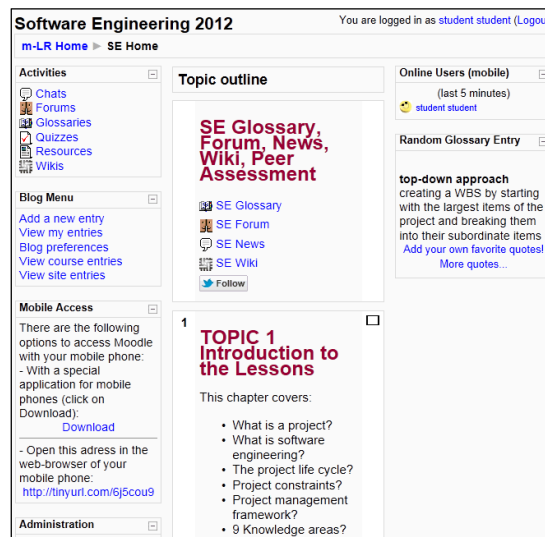 Software Engineering 2012
You are logged in as student student (Logou
m-LR Home ► SE Home
Activities
Chats
Forums
Glossaries
Quizzes
Resources
Wikis
Blog Menu
Add a new entry
View my entries
Blog preferences
View course entries
View site entries
Mobile Access
There are the following
options to access Moodle
with your mobile phone:
- With a special
application for mobile
phones (click on
Download):
Download
- Open this adress in the
web-browser of your
mobile phone:
http://tinyurl.com/6j5cou9
Administration
Topic outline
SE Glossary,
Forum, News,
Wiki, Peer
Assessment
SE Glossary
SE Forum
SE News
SE Wiki
Follow
1
TOPIC 1
Introduction to
the Lessons
This chapter covers:
• What is a project?
• What is software
engineering?
• The project life cycle?
• Project constraints?
• Project management
framework?
• 9 Knowledge areas?
Online Users (mobile)
(last 5 minutes)
student student
Random Glossary Entry
top-down approach
creating a WBS by starting
with the largest items of the
project and breaking them
into their subordinate items
Add your own favorite quotes!
More quotes...